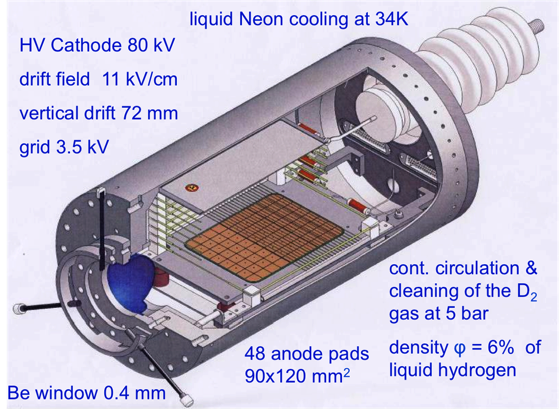 liquid Neon cooling at 34K
HV Cathode 80 kV
drift field 11 kV/cm
vertical drift 72 mm
grid 3.5 kV
cont. circulation &
cleaning of the D₂
gas at 5 bar
48 anode pads
90x120 mm²
density φ = 6% of
liquid hydrogen
Be window 0.4 mm